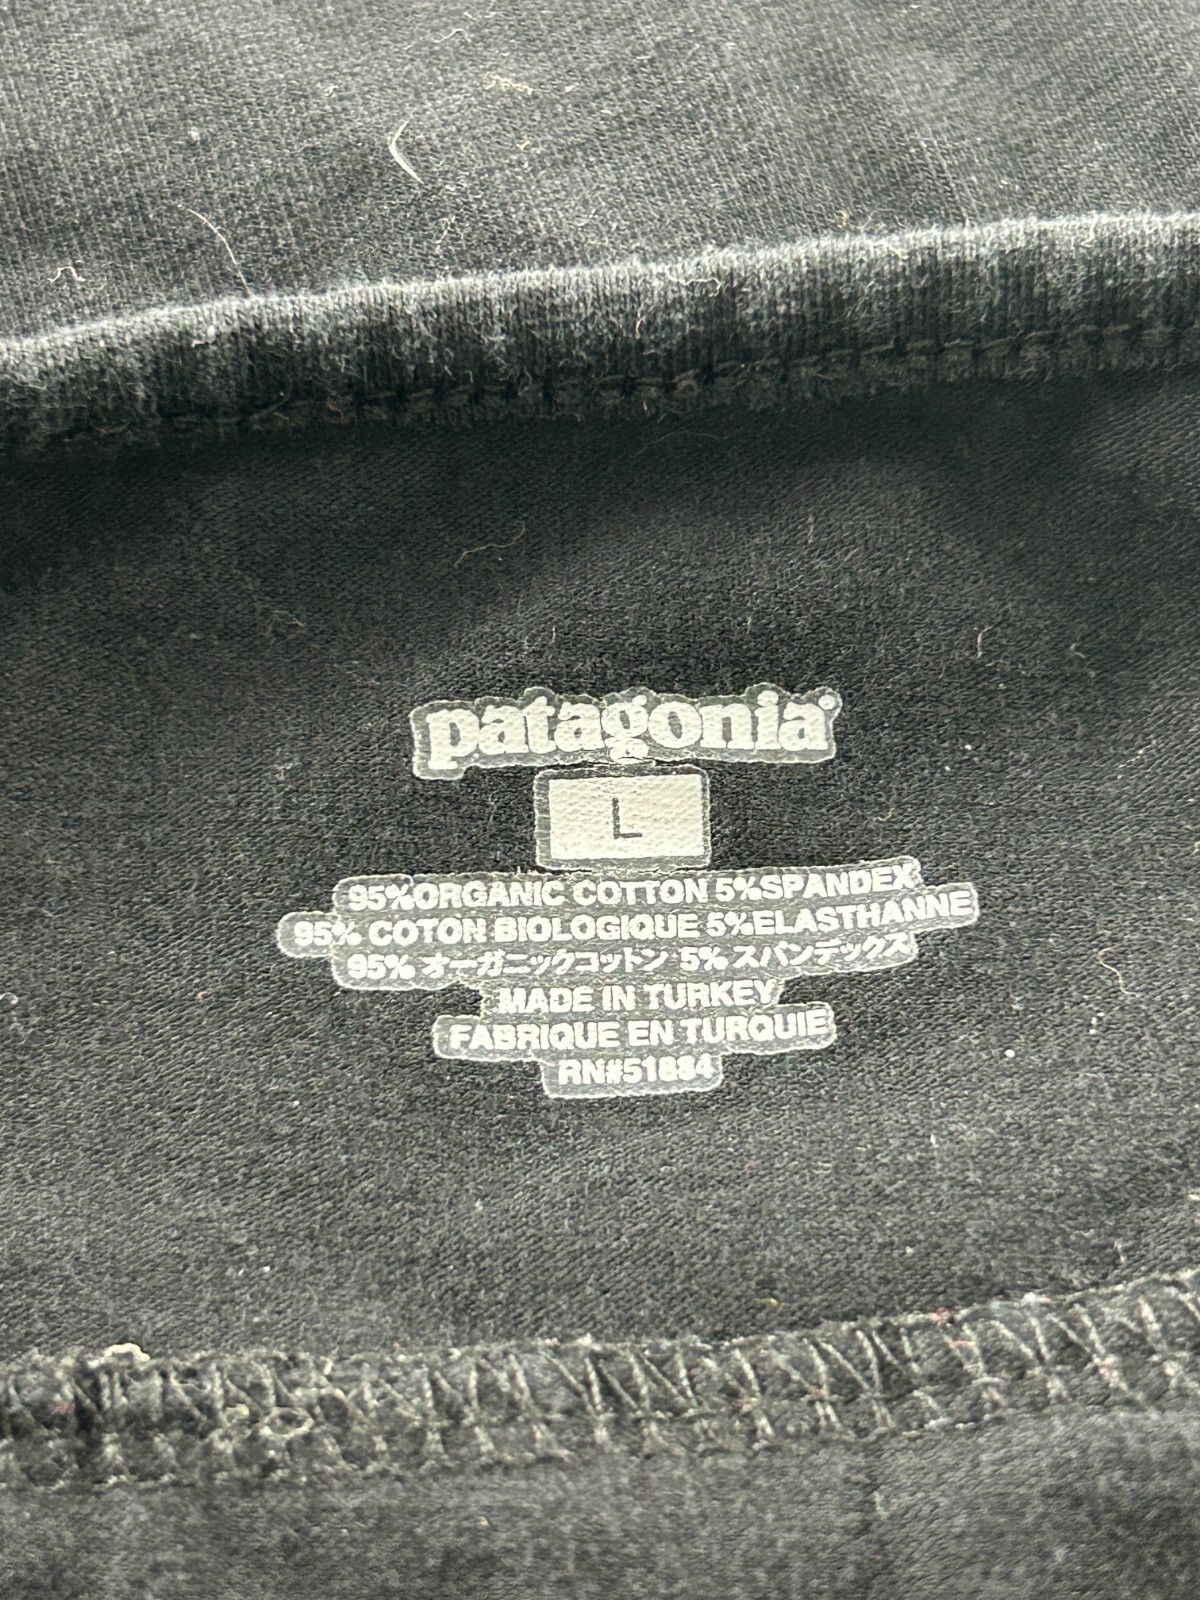 patagonia®
L
95%ORGANIC COTTON 5%SPANDEX
95% COTON BIOLOGIQUE 5%ELASTHANNE
95% オーガニックコットン 5% スパンデックス
MADE IN TURKEY
FABRIQUE EN TURQUIE
RN#51884